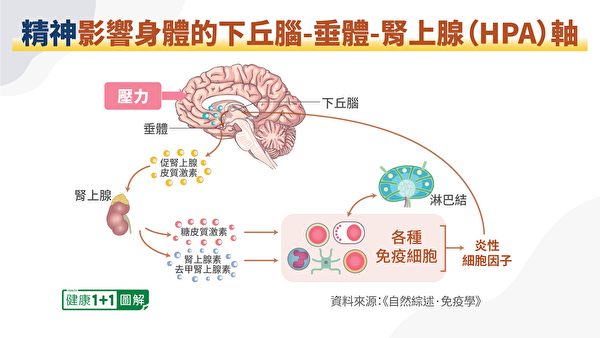 精神影響身體的下丘腦-垂體-腎上腺（HPA）軸
壓力
下丘腦
垂體
促腎上腺
皮質激素
腎上腺
淋巴結
糖皮質激素
各種
免疫細胞
炎性
細胞因子
腎上腺素
去甲腎上腺素
健康1+1 圖解
資料來源：《自然綜述·免疫學》